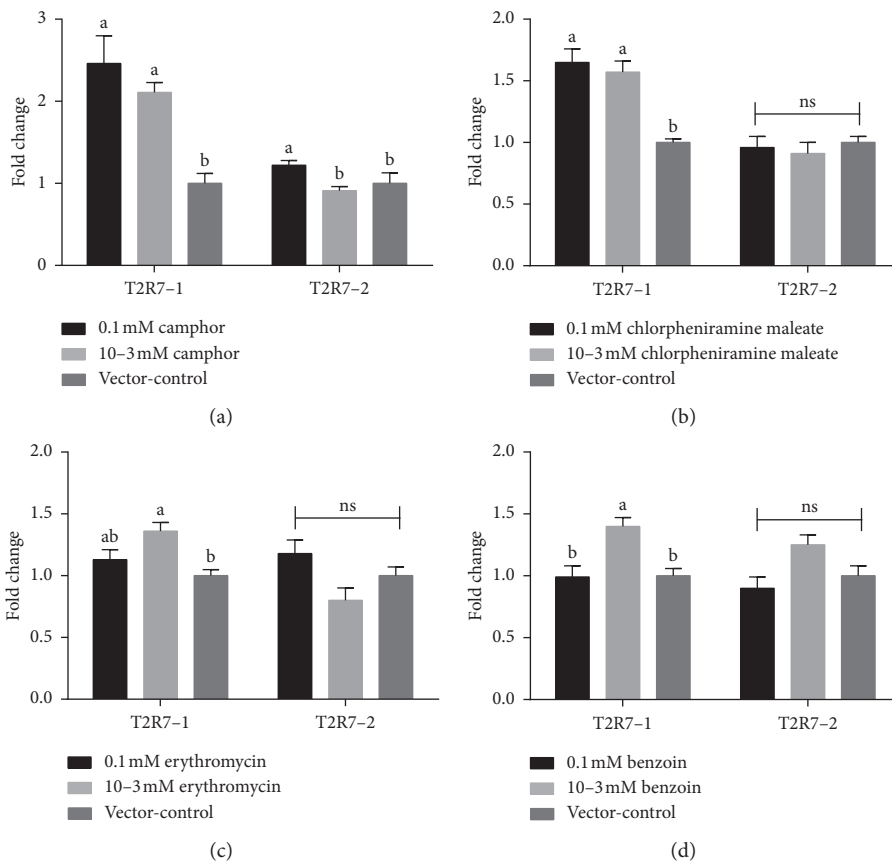 3
2
1
0
Fold change
a
a
b
a
b
b
T2R7–1
T2R7–2
0.1 mM camphor
10–3 mM camphor
Vector-control
(a)
2.0
1.5
1.0
0.5
0.0
Fold change
a
a
b
ns
T2R7–1
T2R7–2
0.1 mM chlorpheniramine maleate
10–3 mM chlorpheniramine maleate
Vector-control
(b)
2.0
1.5
1.0
0.5
0.0
Fold change
ab
a
b
ns
T2R7–1
T2R7–2
0.1 mM erythromycin
10–3 mM erythromycin
Vector-control
(c)
2.0
1.5
1.0
0.5
0.0
Fold change
b
a
b
ns
T2R7–1
T2R7–2
0.1 mM benzoin
10–3 mM benzoin
Vector-control
(d)